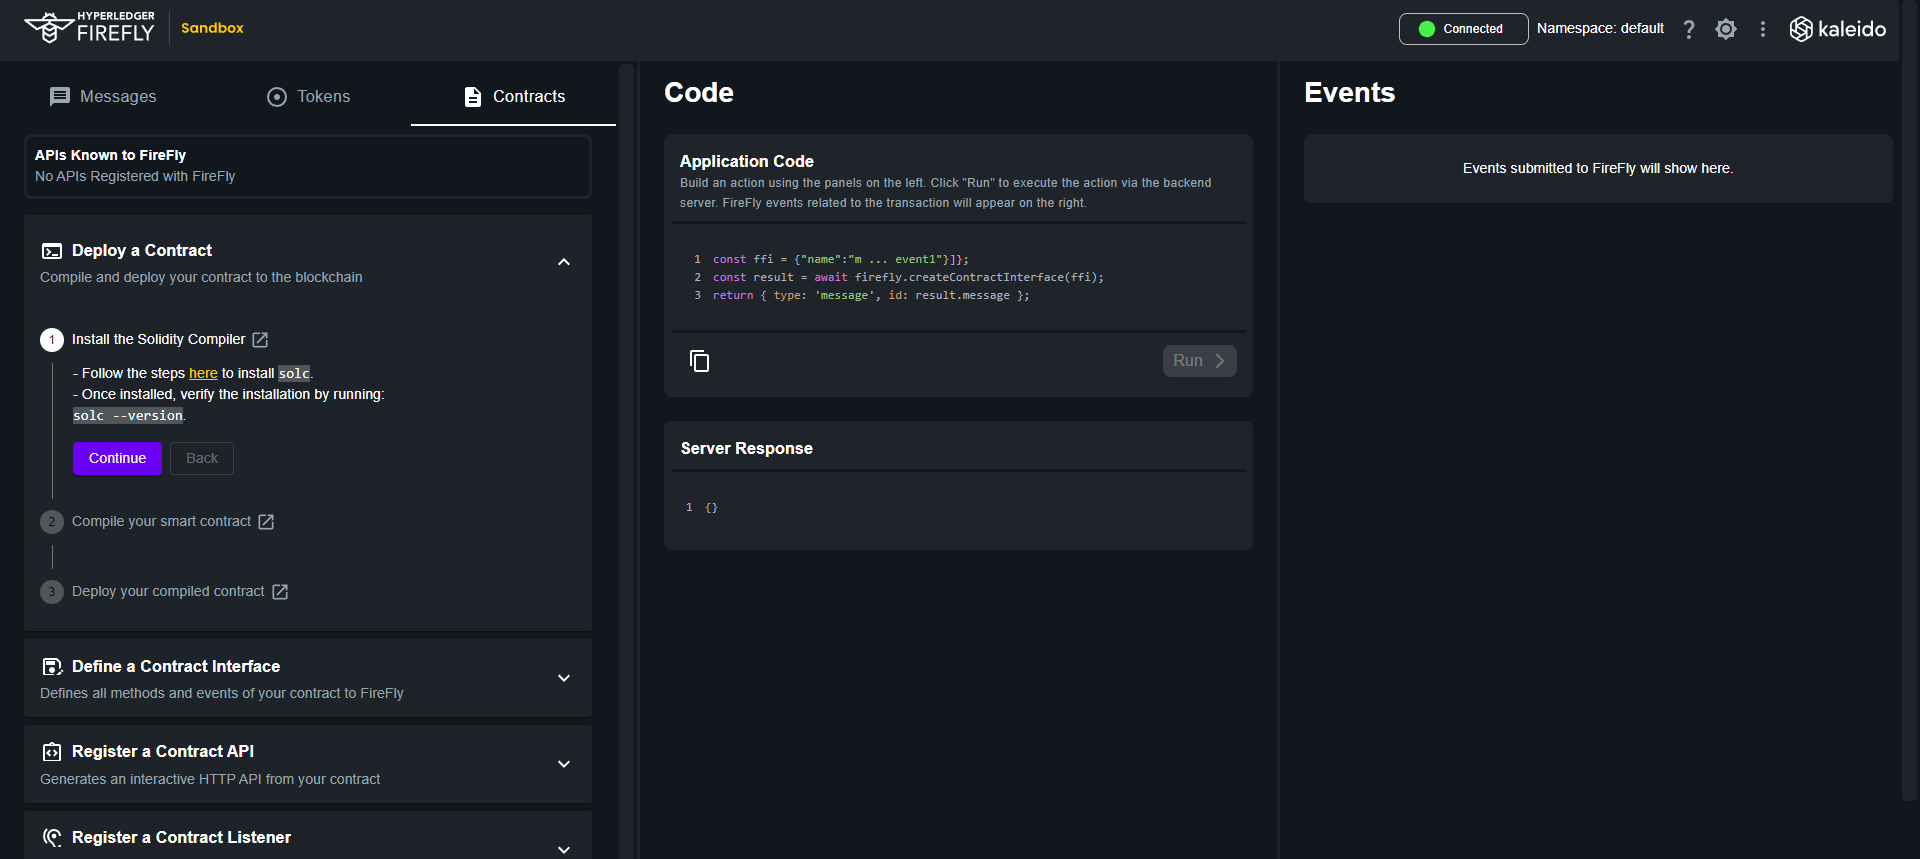 HYPERLEDGER
FIREFLY
Sandbox
Connected
Namespace: default
kaleido
Messages
Tokens
Contracts
APIs Known to FireFly
No APIs Registered with FireFly
Deploy a Contract
Compile and deploy your contract to the blockchain
1 Install the Solidity Compiler
- Follow the steps here to install solc.
- Once installed, verify the installation by running:
solc --version.
Continue
Back
2 Compile your smart contract
3 Deploy your compiled contract
Define a Contract Interface
Defines all methods and events of your contract to FireFly
Register a Contract API
Generates an interactive HTTP API from your contract
Register a Contract Listener
Code
Application Code
Build an action using the panels on the left. Click "Run" to execute the action via the backend
server. FireFly events related to the transaction will appear on the right.
1 const ffi = {"name":"m ... event1"}]};
2 const result = await firefly.createContractInterface(ffi);
3 return { type: 'message', id: result.message };
Run
Server Response
1 {}
Events
Events submitted to FireFly will show here.